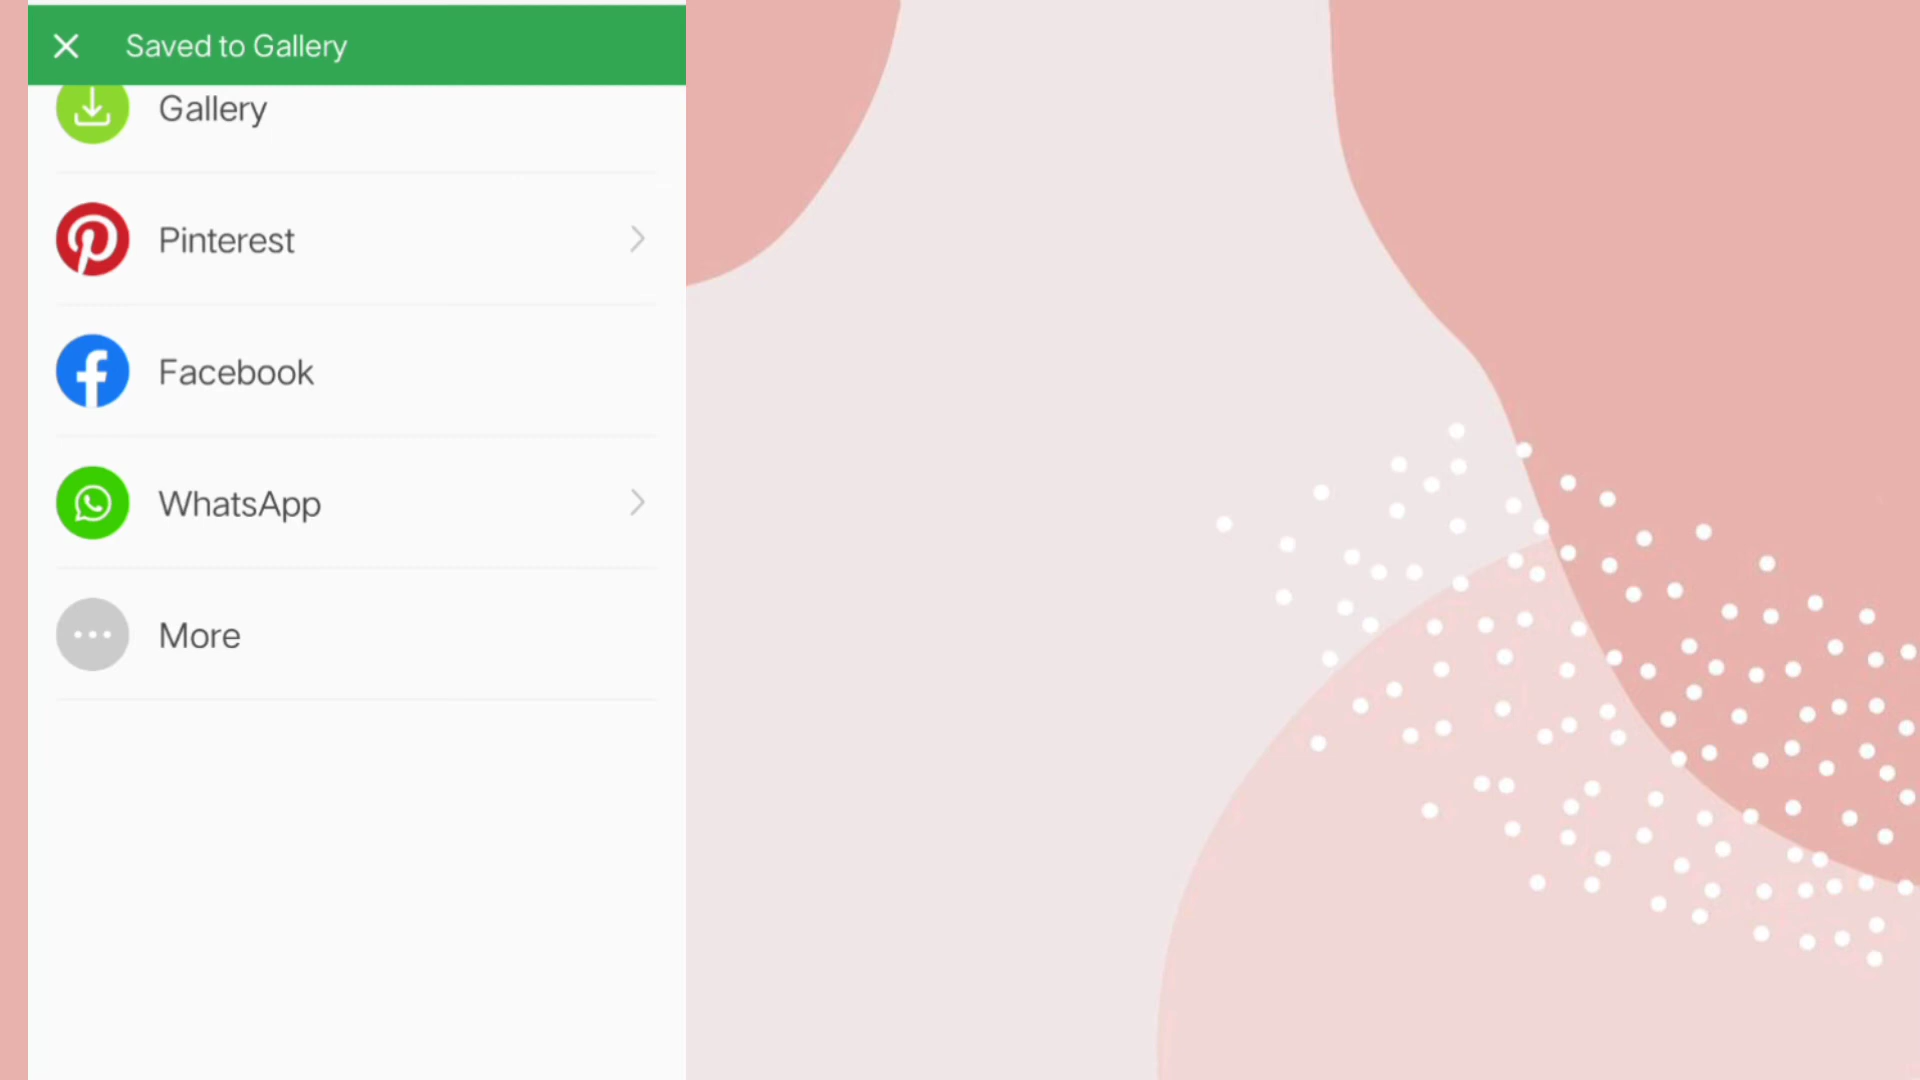 Saved to Gallery
Gallery
Pinterest
Facebook
WhatsApp
More